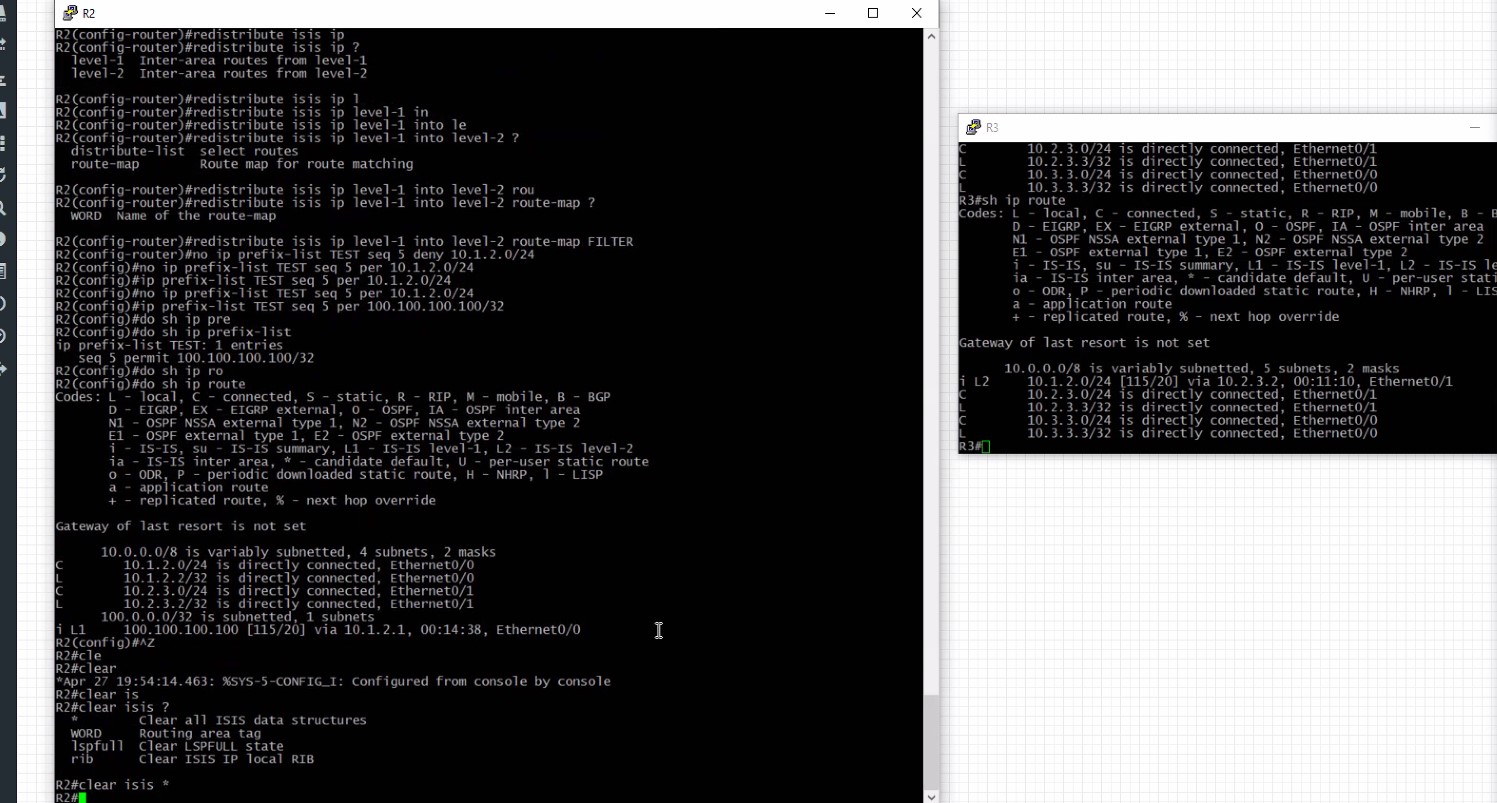 R2
R2(config-router)#redistribute isis ip
R2(config-router)#redistribute isis ip ?
level-1  Inter-area routes from level-1
level-2  Inter-area routes from level-2
R2(config-router)#redistribute isis ip l
R2(config-router)#redistribute isis ip level-1 in
R2(config-router)#redistribute isis ip level-1 into le
R2(config-router)#redistribute isis ip level-1 into level-2 ?
distribute-list  select routes
route-map        Route map for route matching
R2(config-router)#redistribute isis ip level-1 into level-2 rou
R2(config-router)#redistribute isis ip level-1 into level-2 route-map ?
WORD  Name of the route-map
R2(config-router)#redistribute isis ip level-1 into level-2 route-map FILTER
R2(config-router)#no ip prefix-list TEST seq 5 deny 10.1.2.0/24
R2(config)#no ip prefix-list TEST seq 5 per 10.1.2.0/24
R2(config)#ip prefix-list TEST seq 5 per 10.1.2.0/24
R2(config)#no ip prefix-list TEST seq 5 per 10.1.2.0/24
R2(config)#ip prefix-list TEST seq 5 per 100.100.100.100/32
R2(config)#do sh ip pre
R2(config)#do sh ip prefix-list
ip prefix-list TEST: 1 entries
seq 5 permit 100.100.100.100/32
R2(config)#do sh ip ro
R2(config)#do sh ip route
Codes: L - local, C - connected, S - static, R - RIP, M - mobile, B - BGP
D - EIGRP, EX - EIGRP external, O - OSPF, IA - OSPF inter area
N1 - OSPF NSSA external type 1, N2 - OSPF NSSA external type 2
E1 - OSPF external type 1, E2 - OSPF external type 2
i - IS-IS, su - IS-IS summary, L1 - IS-IS level-1, L2 - IS-IS level-2
ia - IS-IS inter area, * - candidate default, U - per-user static route
o - ODR, P - periodic downloaded static route, H - NHRP, l - LISP
a - application route
+ - replicated route, % - next hop override
Gateway of last resort is not set
10.0.0.0/8 is variably subnetted, 4 subnets, 2 masks
C        10.1.2.0/24 is directly connected, Ethernet0/0
L        10.1.2.2/32 is directly connected, Ethernet0/0
C        10.2.3.0/24 is directly connected, Ethernet0/1
L        10.2.3.2/32 is directly connected, Ethernet0/1
100.0.0.0/32 is subnetted, 1 subnets
i L1     100.100.100.100 [115/20] via 10.1.2.1, 00:14:38, Ethernet0/0
R2(config)#^Z
R2#cle
R2#clear
*Apr 27 19:54:14.463: %SYS-5-CONFIG_I: Configured from console by console
R2#clear is
R2#clear isis ?
*        Clear all ISIS data structures
WORD     Routing area tag
lspfull  Clear LSPFULL state
rib      Clear ISIS IP local RIB
R2#clear isis *
R2#
R3
C        10.2.3.0/24 is directly connected, Ethernet0/1
L        10.2.3.3/32 is directly connected, Ethernet0/1
C        10.3.3.0/24 is directly connected, Ethernet0/0
L        10.3.3.3/32 is directly connected, Ethernet0/0
R3#sh ip route
Codes: L - local, C - connected, S - static, R - RIP, M - mobile, B - B
D - EIGRP, EX - EIGRP external, O - OSPF, IA - OSPF inter area
N1 - OSPF NSSA external type 1, N2 - OSPF NSSA external type 2
E1 - OSPF external type 1, E2 - OSPF external type 2
i - IS-IS, su - IS-IS summary, L1 - IS-IS level-1, L2 - IS-IS le
ia - IS-IS inter area, * - candidate default, U - per-user stati
o - ODR, P - periodic downloaded static route, H - NHRP, l - LIS
a - application route
+ - replicated route, % - next hop override
Gateway of last resort is not set
10.0.0.0/8 is variably subnetted, 5 subnets, 2 masks
i L2     10.1.2.0/24 [115/20] via 10.2.3.2, 00:11:10, Ethernet0/1
C        10.2.3.0/24 is directly connected, Ethernet0/1
L        10.2.3.3/32 is directly connected, Ethernet0/1
C        10.3.3.0/24 is directly connected, Ethernet0/0
L        10.3.3.3/32 is directly connected, Ethernet0/0
R3#